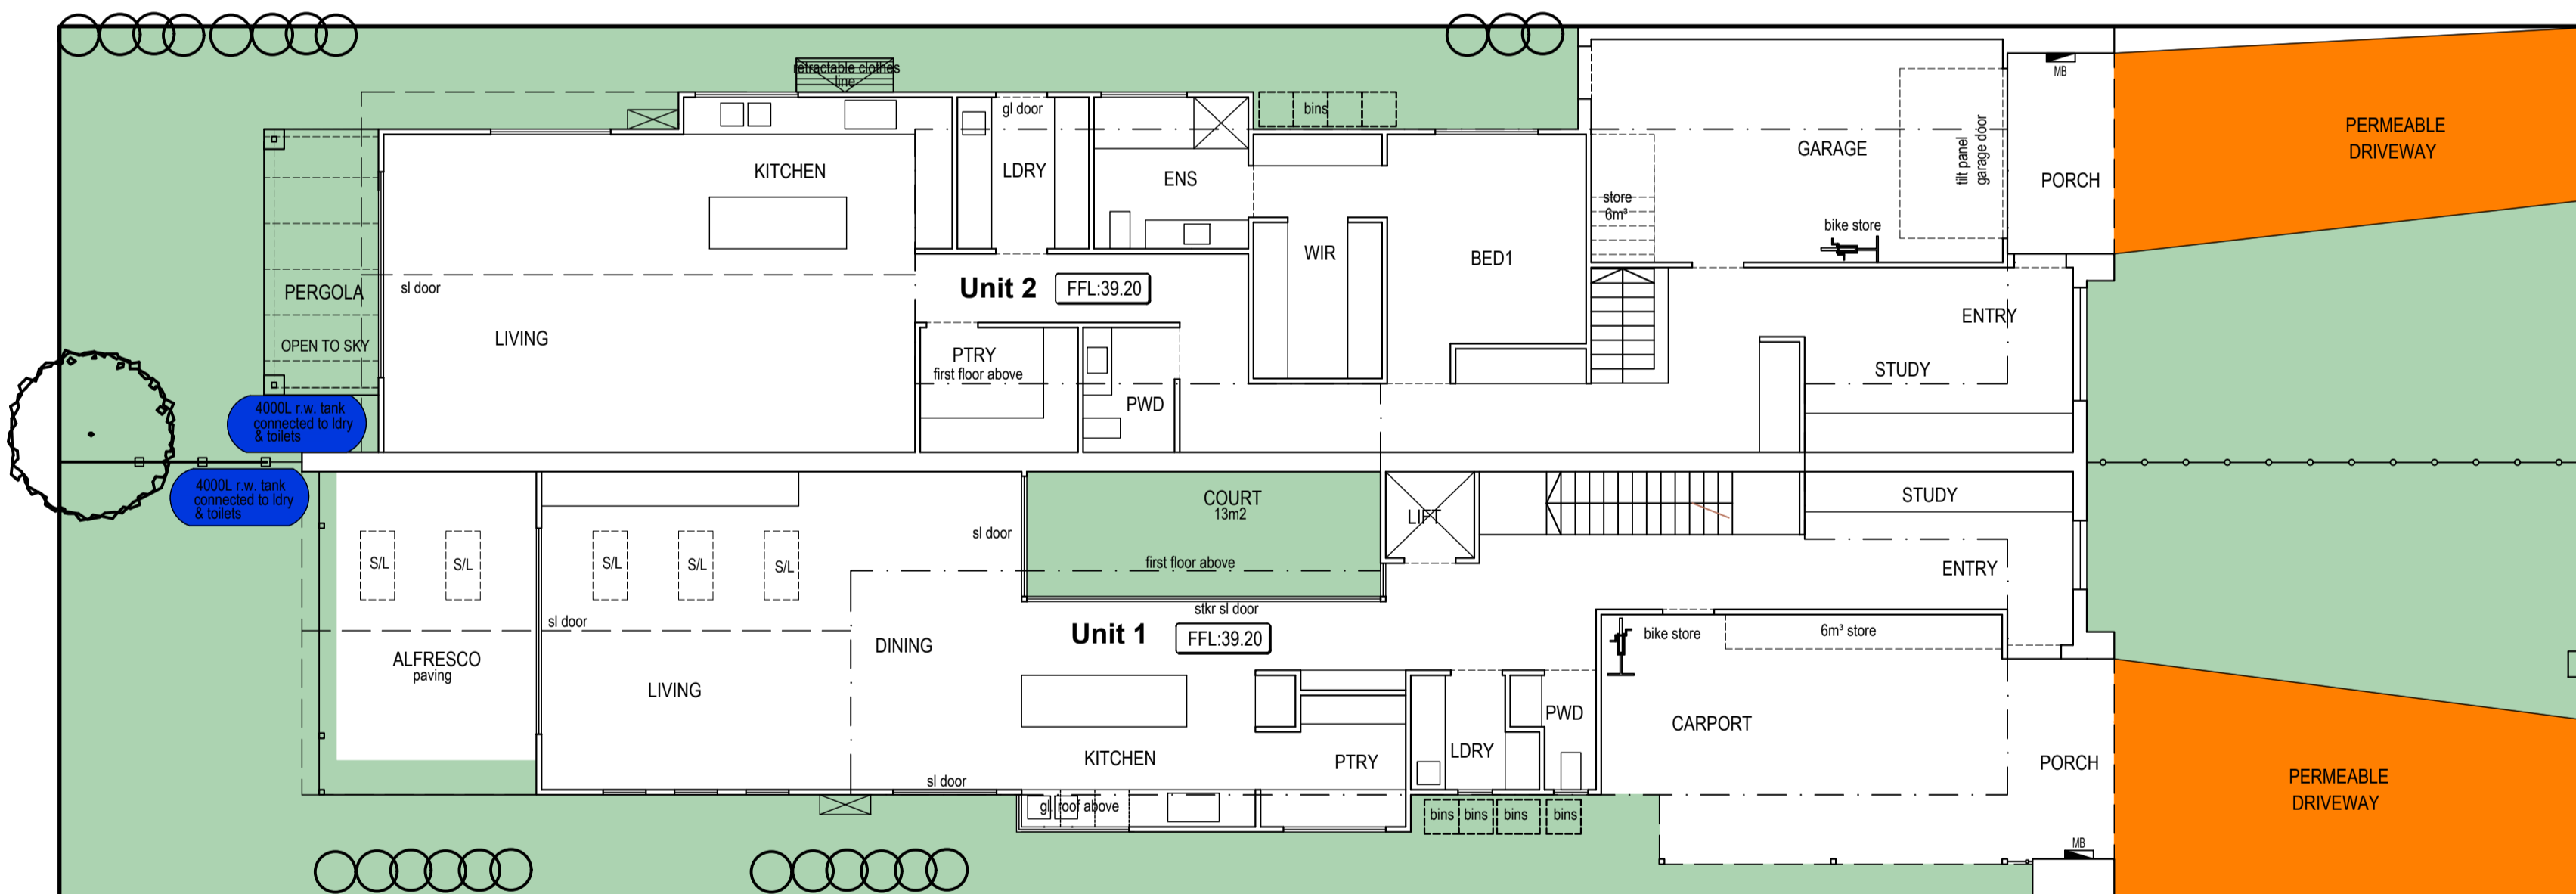 retractable clothes
line
gl door
bins
MB
PERMEABLE
DRIVEWAY
GARAGE
tilt panel
garage door
PORCH
KITCHEN
LDRY
ENS
store
6m³
bike store
WIR
BED1
Unit 2
FFL:39.20
PERGOLA
sl door
OPEN TO SKY
LIVING
ENTRY
PTRY
first floor above
PWD
STUDY
4000L r.w. tank
connected to ldry
& toilets
4000L r.w. tank
connected to ldry
& toilets
COURT
13m2
sl door
LIFT
STUDY
S/L
S/L
S/L
S/L
S/L
first floor above
ENTRY
stkr sl door
sl door
Unit 1
FFL:39.20
bike store
6m³ store
DINING
ALFRESCO
paving
LIVING
PWD
CARPORT
KITCHEN
PTRY
LDRY
PORCH
PERMEABLE
DRIVEWAY
sl door
gl. roof above
bins
bins
bins
bins
MB